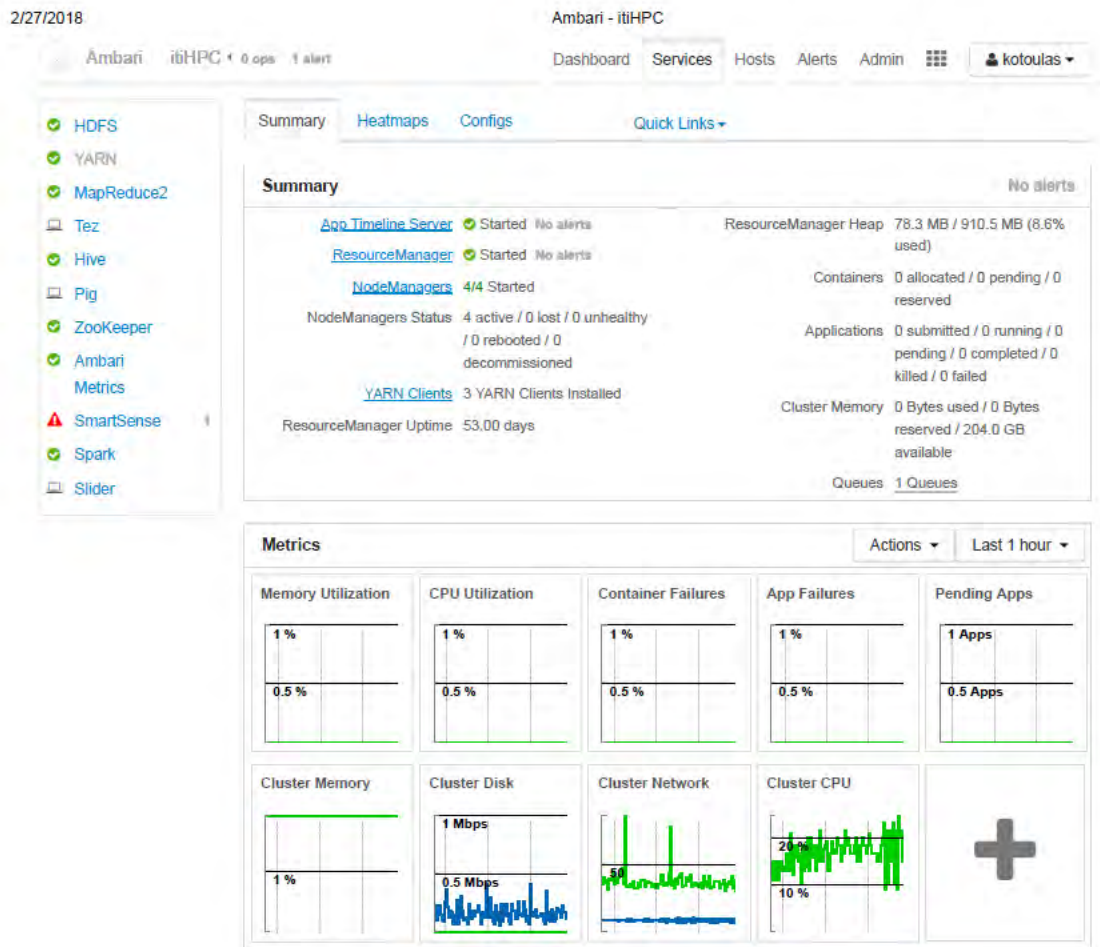 2/27/2018 Ambari - itiHPC
Ambari itiHPC 0 ops 1 alert Dashboard Services Hosts Alerts Admin kotoulas
HDFS
YARN
MapReduce2
Tez
Hive
Pig
ZooKeeper
Ambari
Metrics
SmartSense 1
Spark
Slider
Summary Heatmaps Configs Quick Links
Summary No alerts
App Timeline Server Started No alerts
ResourceManager Started No alerts
NodeManagers 4/4 Started
NodeManagers Status 4 active / 0 lost / 0 unhealthy
/ 0 rebooted / 0
decommissioned
YARN Clients 3 YARN Clients Installed
ResourceManager Uptime 53.00 days
ResourceManager Heap 78.3 MB / 910.5 MB (8.6%
used)
Containers 0 allocated / 0 pending / 0
reserved
Applications 0 submitted / 0 running / 0
pending / 0 completed / 0
killed / 0 failed
Cluster Memory 0 Bytes used / 0 Bytes
reserved / 204.0 GB
available
Queues 1 Queues
Metrics Actions Last 1 hour
Memory Utilization
1 %
0.5 %
CPU Utilization
1 %
0.5 %
Container Failures
1 %
0.5 %
App Failures
1 %
0.5 %
Pending Apps
1 Apps
0.5 Apps
Cluster Memory
1 %
Cluster Disk
1 Mbps
0.5 Mbps
Cluster Network
50
Cluster CPU
20 %
10 %